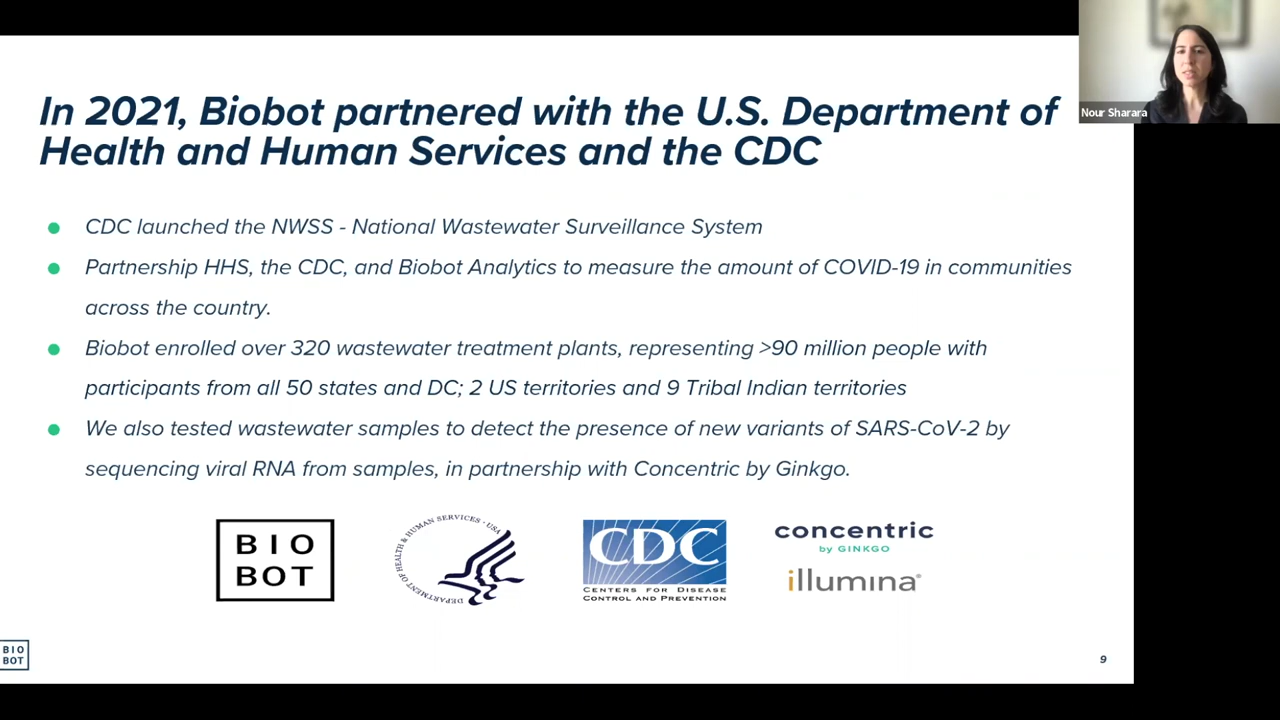 In 2021, Biobot partnered with the U.S. Department of
Health and Human Services and the CDC
Nour Sharara
● CDC launched the NWSS - National Wastewater Surveillance System
● Partnership HHS, the CDC, and Biobot Analytics to measure the amount of COVID-19 in communities
across the country.
● Biobot enrolled over 320 wastewater treatment plants, representing >90 million people with
participants from all 50 states and DC; 2 US territories and 9 Tribal Indian territories
● We also tested wastewater samples to detect the presence of new variants of SARS-CoV-2 by
sequencing viral RNA from samples, in partnership with Concentric by Ginkgo.
BIO
BOT
DEPARTMENT OF HEALTH & HUMAN SERVICES · USA
CDC
CENTERS FOR DISEASE
CONTROL AND PREVENTION
concentric
by GINKGO
illumina®
BIO
BOT
9